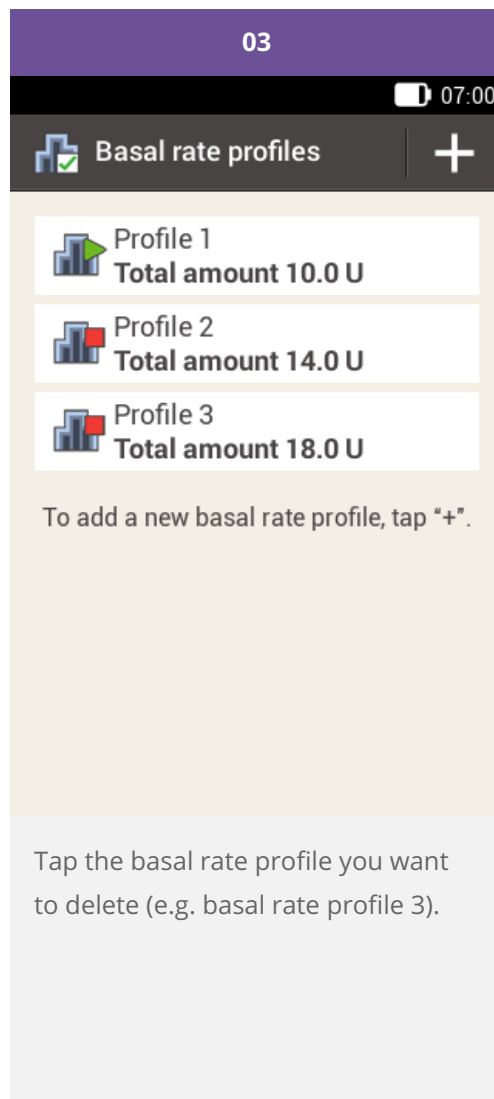 03
07:00
Basal rate profiles
Profile 1
Total amount 10.0 U
Profile 2
Total amount 14.0 U
Profile 3
Total amount 18.0 U
To add a new basal rate profile, tap “+”.
Tap the basal rate profile you want
to delete (e.g. basal rate profile 3).